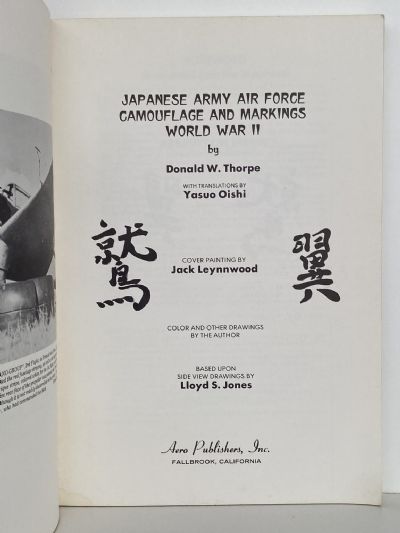 JAPANESE ARMY AIR FORCE
CAMOUFLAGE AND MARKINGS
WORLD WAR II
by
Donald W. Thorpe
WITH TRANSLATIONS BY
Yasuo Oishi
鷲
翼
COVER PAINTING BY
Jack Leynnwood
COLOR AND OTHER DRAWINGS
BY THE AUTHOR
BASED UPON
SIDE VIEW DRAWINGS BY
Lloyd S. Jones
Aero Publishers, Inc.
FALLBROOK, CALIFORNIA